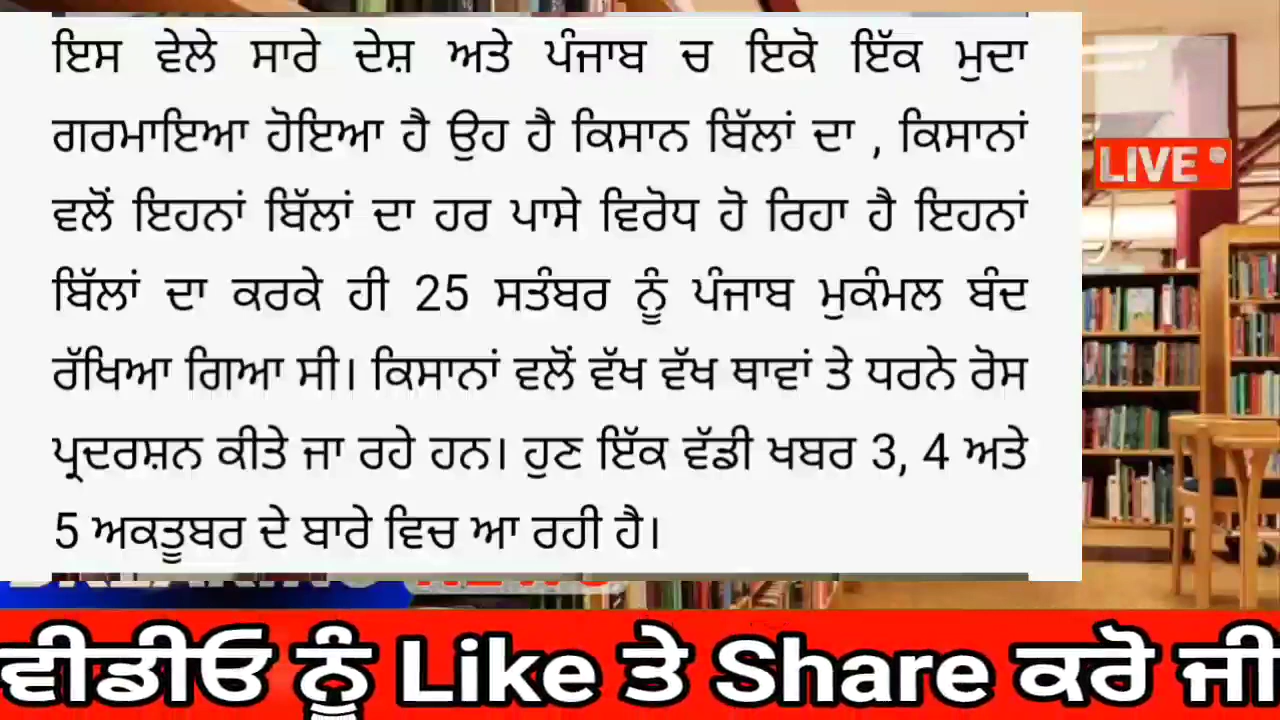 ਇਸ ਵੇਲੇ ਸਾਰੇ ਦੇਸ਼ ਅਤੇ ਪੰਜਾਬ ਚ ਇਕੋ ਇੱਕ ਮੁਦਾ
ਗਰਮਾਇਆ ਹੋਇਆ ਹੈ ਉਹ ਹੈ ਕਿਸਾਨ ਬਿੱਲਾਂ ਦਾ , ਕਿਸਾਨਾਂ
LIVE
ਵਲੋਂ ਇਹਨਾਂ ਬਿੱਲਾਂ ਦਾ ਹਰ ਪਾਸੇ ਵਿਰੋਧ ਹੋ ਰਿਹਾ ਹੈ ਇਹਨਾਂ
ਬਿੱਲਾਂ ਦਾ ਕਰਕੇ ਹੀ 25 ਸਤੰਬਰ ਨੂੰ ਪੰਜਾਬ ਮੁਕੰਮਲ ਬੰਦ
ਰੱਖਿਆ ਗਿਆ ਸੀ। ਕਿਸਾਨਾਂ ਵਲੋਂ ਵੱਖ ਵੱਖ ਥਾਵਾਂ ਤੇ ਧਰਨੇ ਰੋਸ
ਪ੍ਰਦਰਸ਼ਨ ਕੀਤੇ ਜਾ ਰਹੇ ਹਨ। ਹੁਣ ਇੱਕ ਵੱਡੀ ਖਬਰ 3, 4 ਅਤੇ
5 ਅਕਤੂਬਰ ਦੇ ਬਾਰੇ ਵਿਚ ਆ ਰਹੀ ਹੈ।
ਵੀਡੀਓ ਨੂੰ Like ਤੇ Share ਕਰੋ ਜੀ